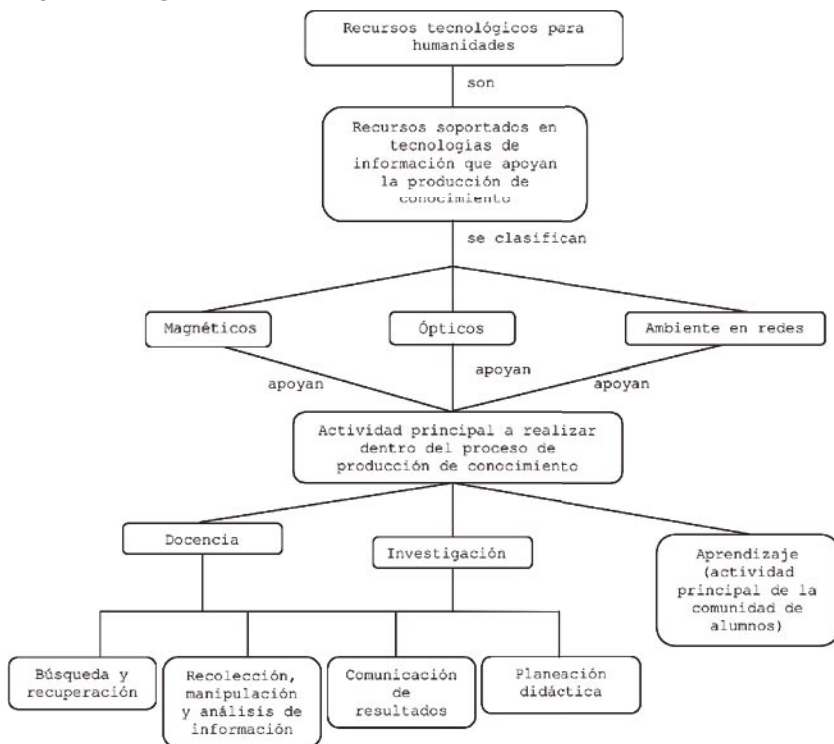 Recursos tecnológicos para
humanidades
son
Recursos soportados en
tecnologías de
información que apoyan
la producción de
conocimiento
se clasifican
Magnéticos
Ópticos
Ambiente en redes
apoyan
apoyan
apoyan
Actividad principal a realizar
dentro del proceso de
producción de conocimiento
Docencia
Investigación
Aprendizaje
(actividad
principal de la
comunidad de
alumnos)
Búsqueda y
recuperación
Recolección,
manipulación
y análisis de
información
Comunicación
de
resultados
Planeación
didáctica